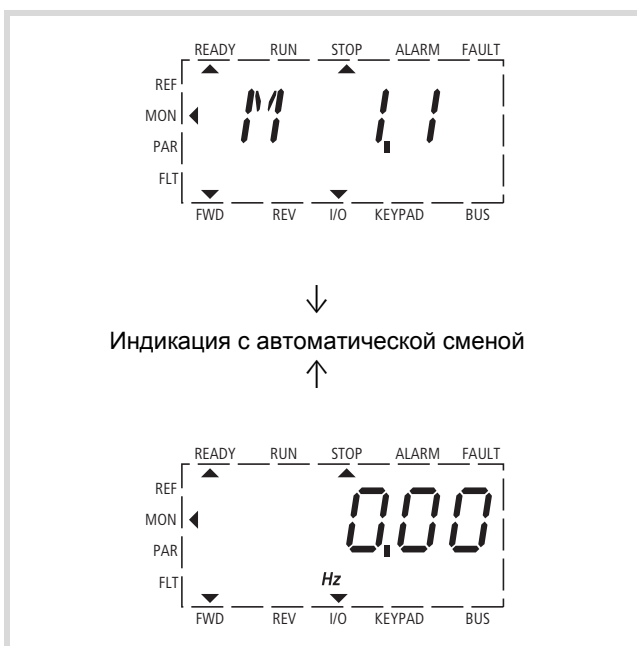 READY RUN STOP ALARM FAULT
REF
MON M 1.1
PAR
FLT
FWD REV I/O KEYPAD BUS
Индикация с автоматической сменой
READY RUN STOP ALARM FAULT
REF
MON 0.00
PAR
FLT Hz
FWD REV I/O KEYPAD BUS